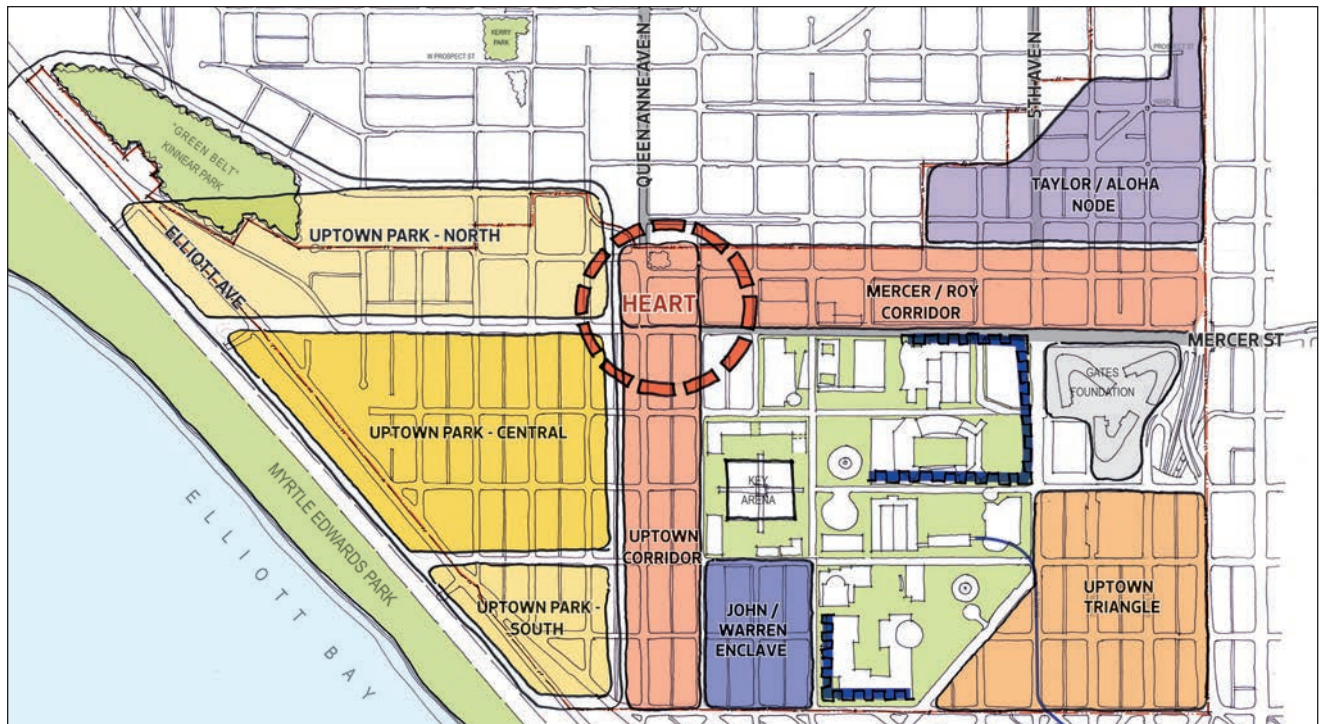 KERRY
PARK
W PROSPECT ST
QUEEN ANNE AVE N
5TH AVE N
"GREEN BELT"
KINNEAR PARK
TAYLOR / ALOHA
NODE
UPTOWN PARK - NORTH
ELLIOTT AVE
HEART
MERCER / ROY
CORRIDOR
MERCER ST
GATES
FOUNDATION
UPTOWN PARK - CENTRAL
KEY
ARENA
MYRTLE EDWARDS PARK
ELLIOTT BAY
UPTOWN
CORRIDOR
UPTOWN PARK -
SOUTH
JOHN /
WARREN
ENCLAVE
UPTOWN
TRIANGLE